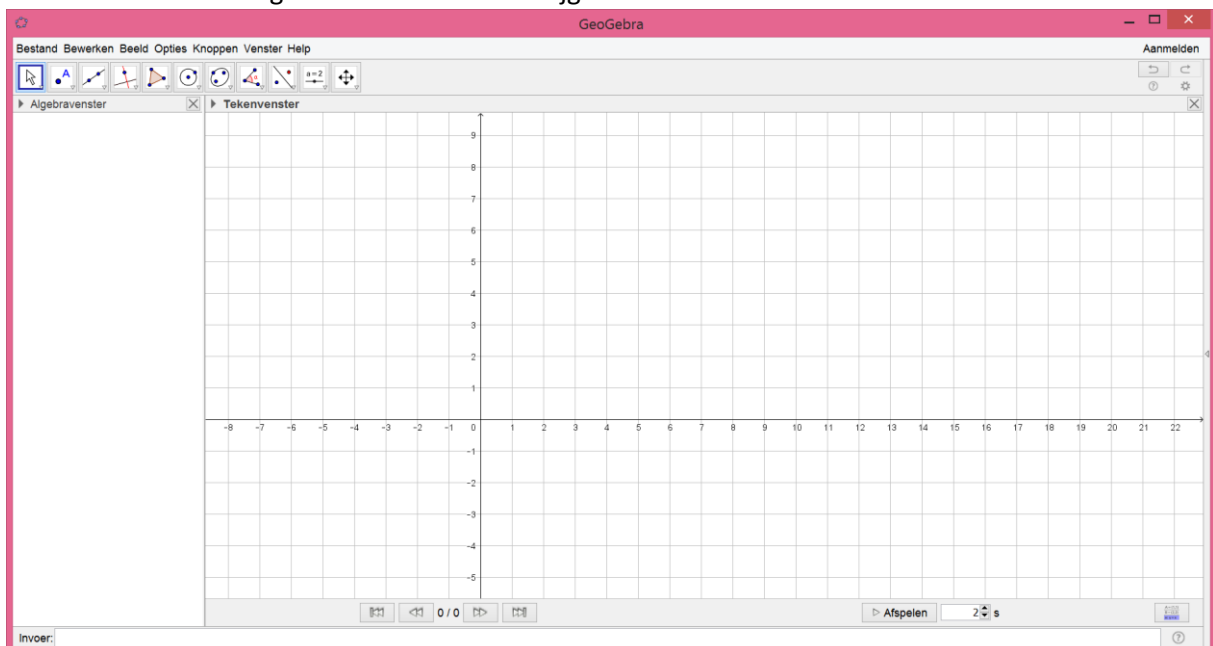 GeoGebra
Bestand Bewerken Beeld Opties Knoppen Venster Help Aanmelden
A a=2
Algebravenster Tekenvenster
9
8
7
6
5
4
3
2
1
-8 -7 -6 -5 -4 -3 -2 -1 0 1 2 3 4 5 6 7 8 9 10 11 12 13 14 15 16 17 18 19 20 21 22
-1
-2
-3
-4
-5
0 / 0 Afspelen 2 s
Invoer: